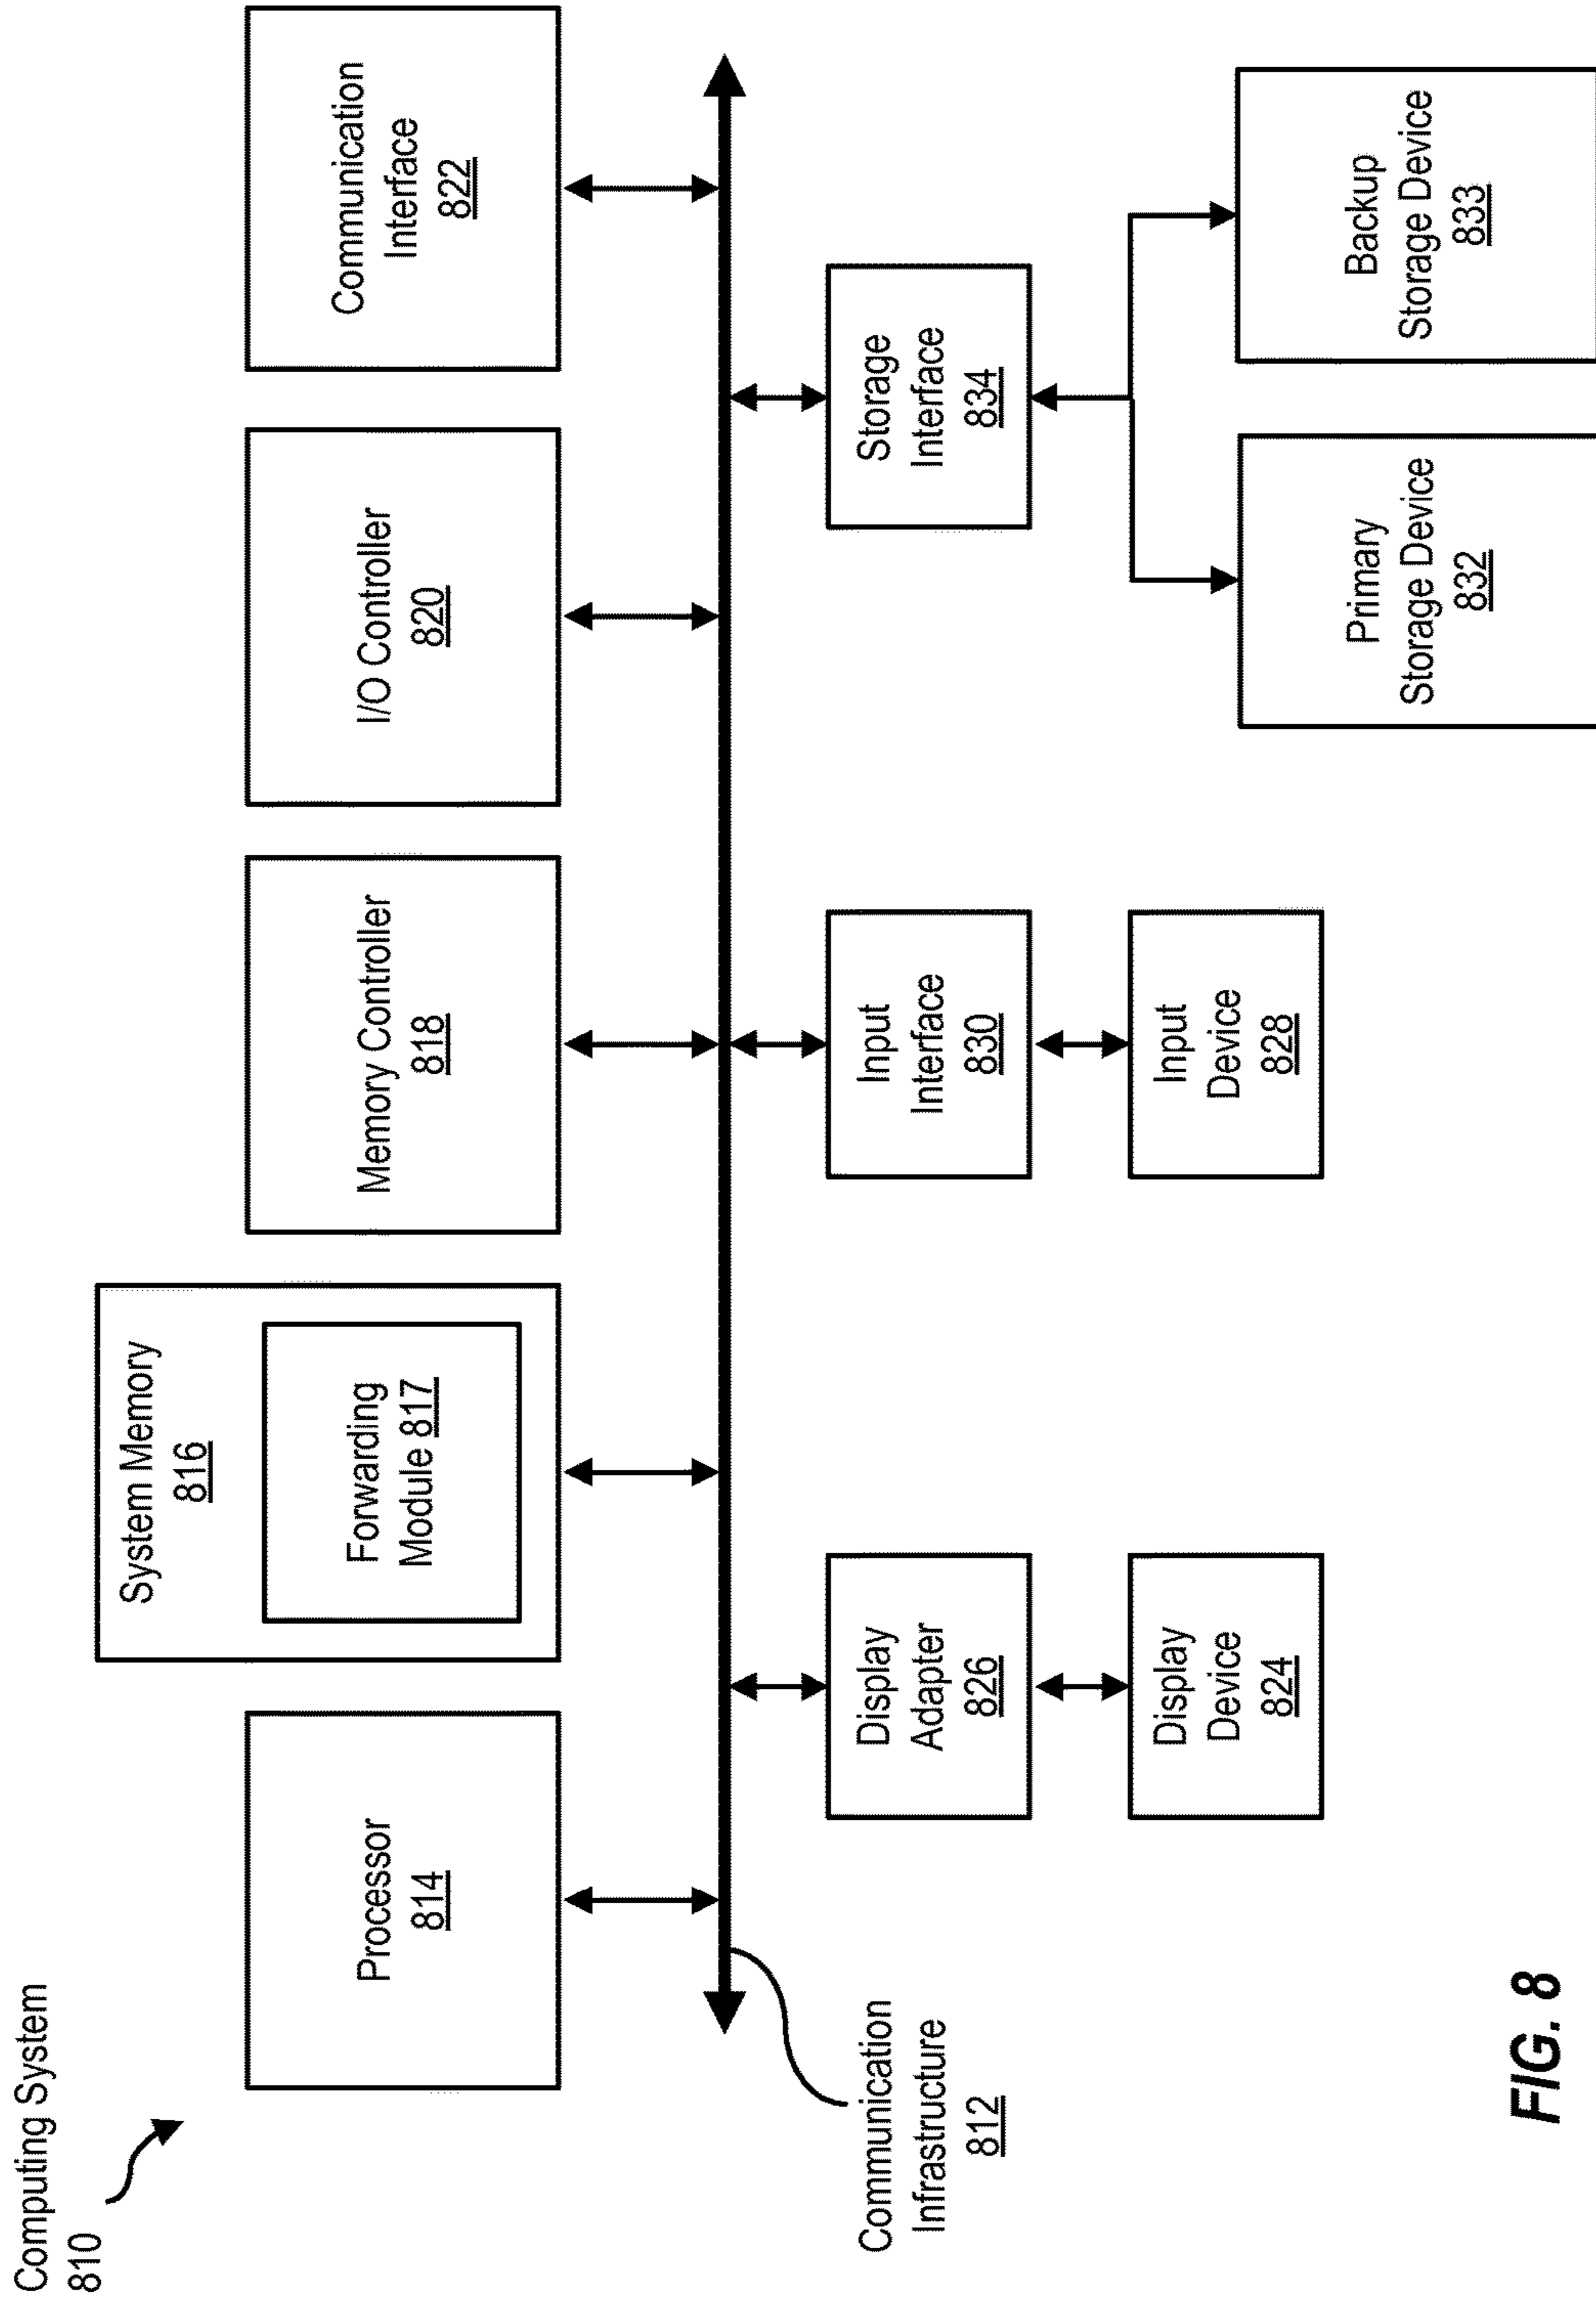 Computing System
810
Processor
814
System Memory
816
Forwarding
Module 817
Memory Controller
818
I/O Controller
820
Communication
Interface
822
Communication
Infrastructure
812
Display
Adapter
826
Input
Interface
830
Storage
Interface
834
Display
Device
824
Input
Device
828
Primary
Storage Device
832
Backup
Storage Device
833
FIG. 8